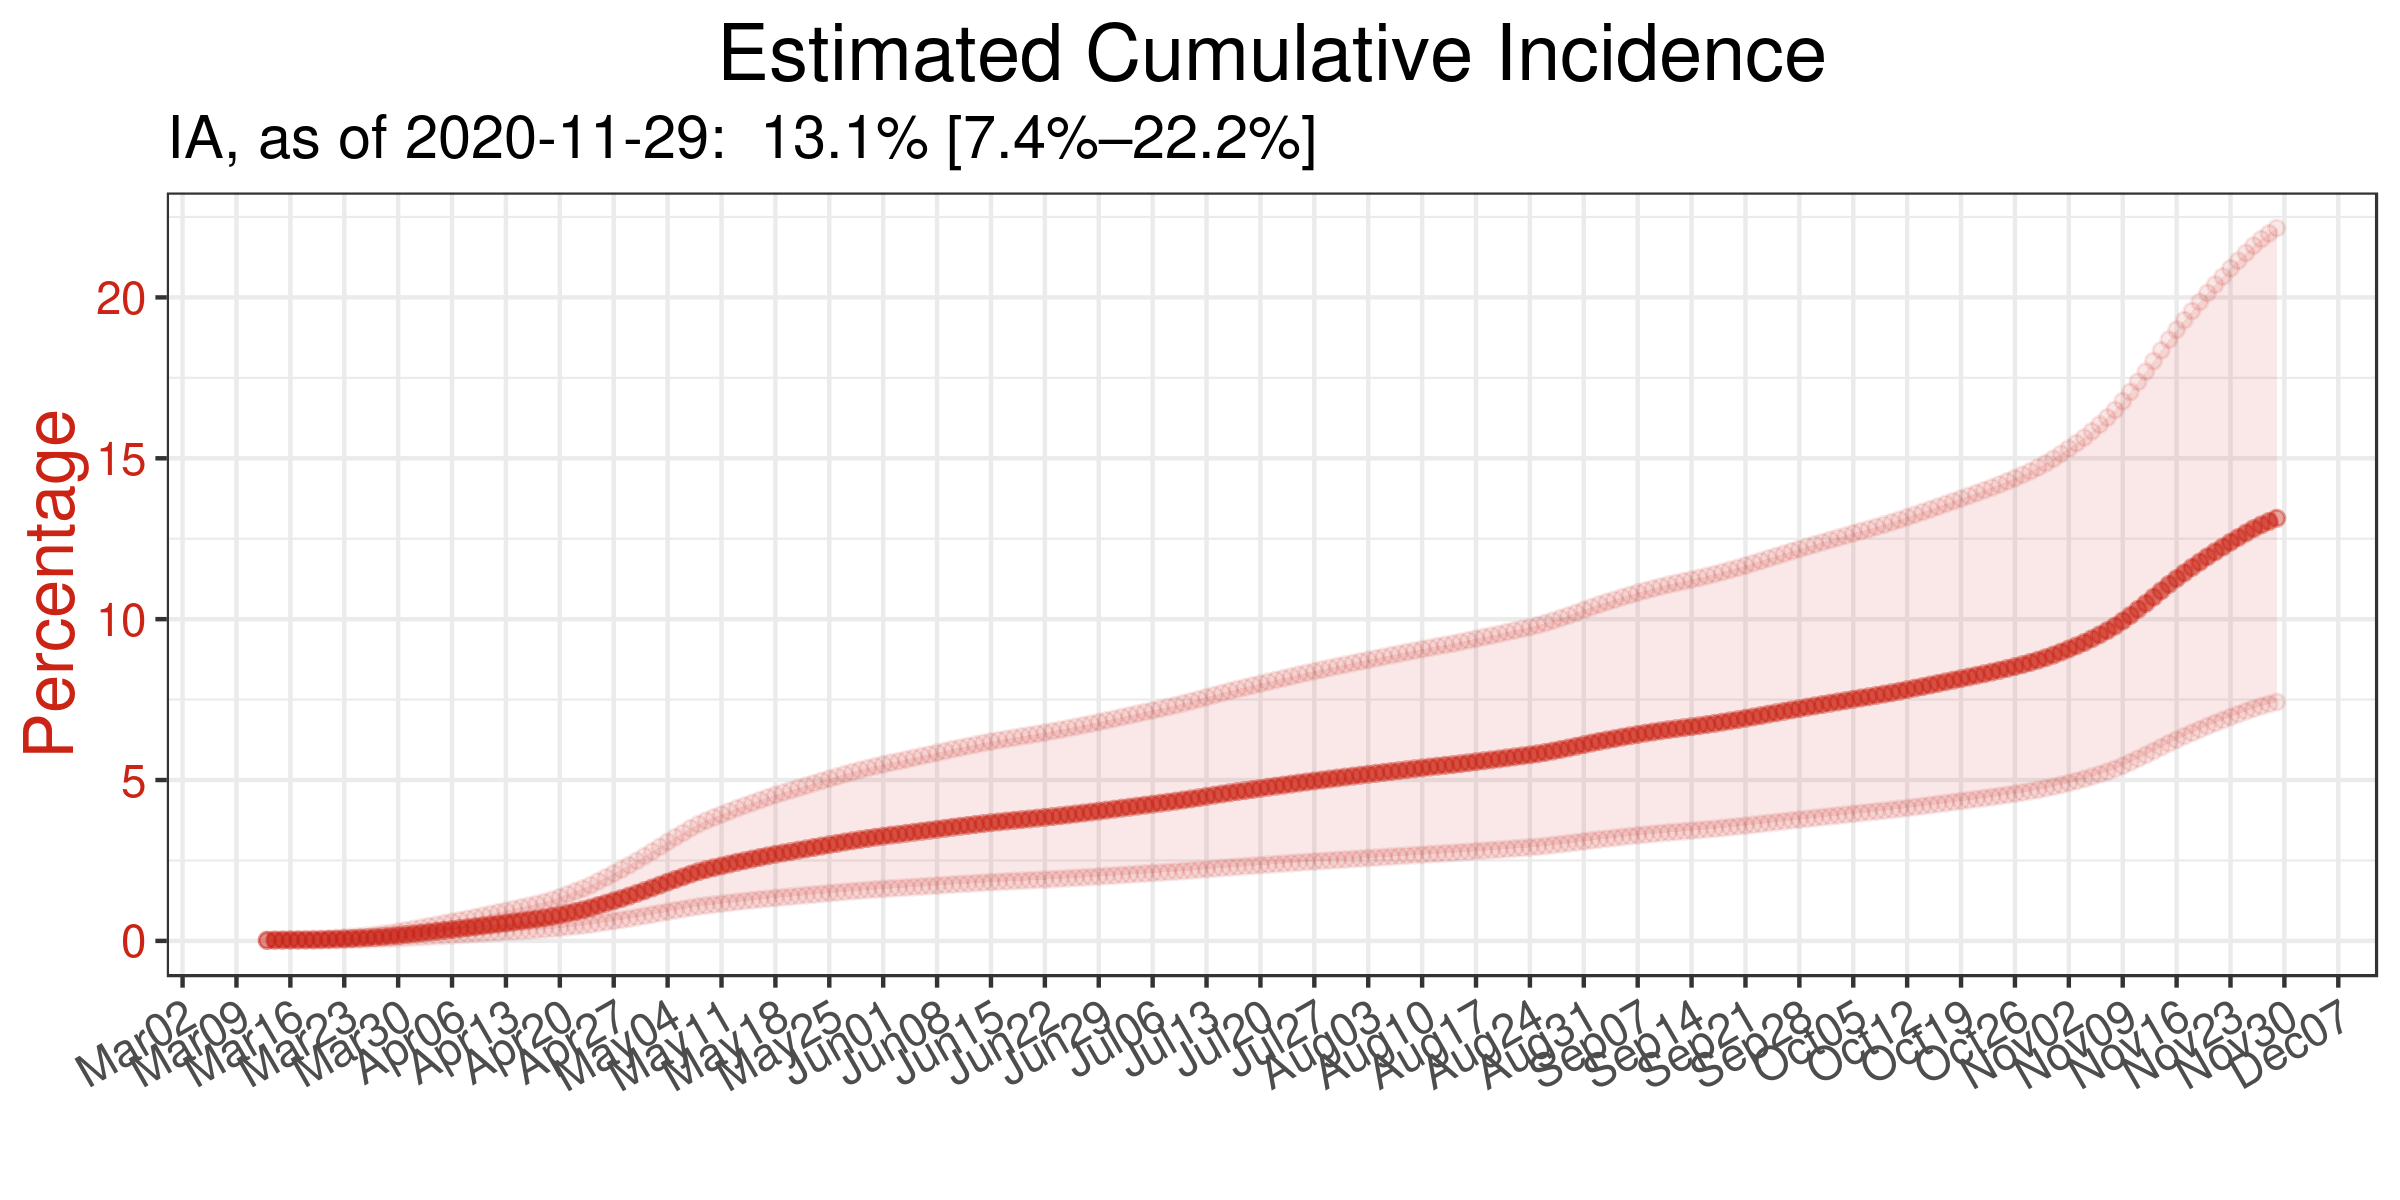 Estimated Cumulative Incidence
IA, as of 2020-11-29:  13.1% [7.4%–22.2%]
Percentage
20
15
10
5
0
Mar02
Mar09
Mar16
Mar23
Mar30
Apr06
Apr13
Apr20
Apr27
May04
May11
May18
May25
Jun01
Jun08
Jun15
Jun22
Jun29
Jul06
Jul13
Jul20
Jul27
Aug03
Aug10
Aug17
Aug24
Aug31
Sep07
Sep14
Sep21
Sep28
Oct05
Oct12
Oct19
Oct26
Nov02
Nov09
Nov16
Nov23
Nov30
Dec07